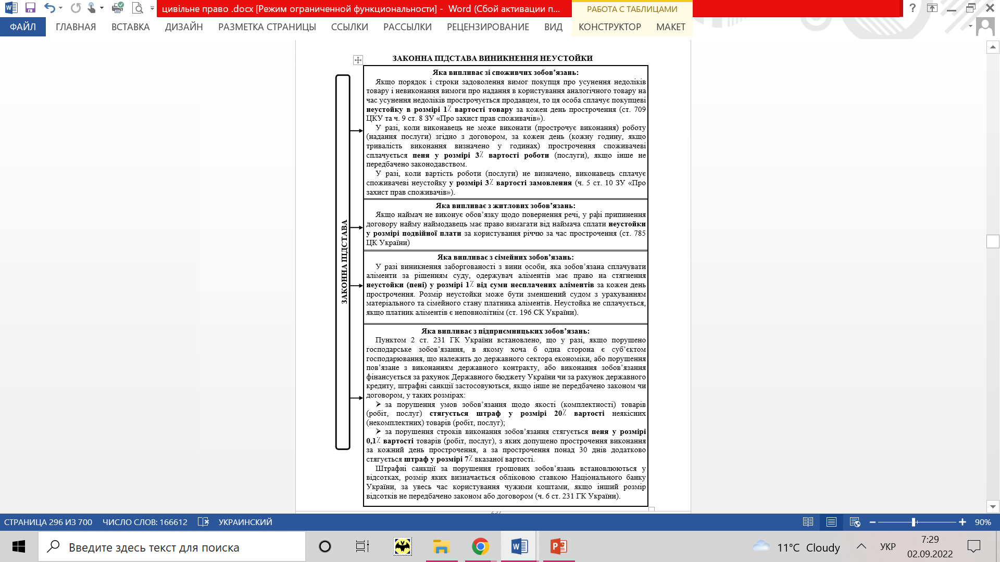 цивільне право .docx [Режим ограниченной функциональности] - Word (Сбой активации п...
РАБОТА С ТАБЛИЦАМИ
?
ФАЙЛ ГЛАВНАЯ ВСТАВКА ДИЗАЙН РАЗМЕТКА СТРАНИЦЫ ССЫЛКИ РАССЫЛКИ РЕЦЕНЗИРОВАНИЕ ВИД КОНСТРУКТОР МАКЕТ
ЗАКОННА ПІДСТАВА ВИНИКНЕННЯ НЕУСТОЙКИ
ЗАКОННА ПІДСТАВА
Яка випливає зі споживчих зобов’язань:
Якщо порядок і строки задоволення вимог покупця про усунення недоліків
товару і невиконання вимоги про надання в користування аналогічного товару на
час усунення недоліків прострочується продавцем, то ця особа сплачує покупцеві
неустойку в розмірі 1٪ вартості товару за кожен день прострочення (ст. 709
ЦКУ та ч. 9 ст. 8 ЗУ «Про захист прав споживачів»).
У разі, коли виконавець не може виконати (прострочує виконання) роботу
(надання послуги) згідно з договором, за кожен день (кожну годину, якщо
тривалість виконання визначено у годинах) прострочення споживачеві
сплачується пеня у розмірі 3٪ вартості роботи (послуги), якщо інше не
передбачено законодавством.
У разі, коли вартість роботи (послуги) не визначено, виконавець сплачує
споживачеві неустойку у розмірі 3٪ вартості замовлення (ч. 5 ст. 10 ЗУ «Про
захист прав споживачів»).
Яка випливає з житлових зобов’язань:
Якщо наймач не виконує обов’язку щодо повернення речі, у разі припинення
договору найму наймодавець має право вимагати від наймача сплати неустойки
у розмірі подвійної плати за користування річчю за час прострочення (ст. 785
ЦК України)
Яка випливає з сімейних зобов’язань:
У разі виникнення заборгованості з вини особи, яка зобов’язана сплачувати
аліменти за рішенням суду, одержувач аліментів має право на стягнення
неустойки (пені) у розмірі 1٪ від суми несплачених аліментів за кожен день
прострочення. Розмір неустойки може бути зменшений судом з урахуванням
матеріального та сімейного стану платника аліментів. Неустойка не сплачується,
якщо платник аліментів є неповнолітнім (ст. 196 СК України).
Яка випливає з підприємницьких зобов’язань:
Пунктом 2 ст. 231 ГК України встановлено, що у разі, якщо порушено
господарське зобов’язання, в якому хоча б одна сторона є суб’єктом
господарювання, що належить до державного сектора економіки, або порушення
пов’язане з виконанням державного контракту, або виконання зобов’язання
фінансується за рахунок Державного бюджету України чи за рахунок державного
кредиту, штрафні санкції застосовуються, якщо інше не передбачено законом чи
договором, у таких розмірах:
➢ за порушення умов зобов’язання щодо якості (комплектності) товарів
(робіт, послуг) стягується штраф у розмірі 20٪ вартості неякісних
(некомплектних) товарів (робіт, послуг);
➢ за порушення строків виконання зобов’язання стягується пеня у розмірі
0,1٪ вартості товарів (робіт, послуг), з яких допущено прострочення виконання
за кожний день прострочення, а за прострочення понад 30 днів додатково
стягується штраф у розмірі 7٪ вказаної вартості.
Штрафні санкції за порушення грошових зобов’язань встановлюються у
відсотках, розмір яких визначається обліковою ставкою Національного банку
України, за увесь час користування чужими коштами, якщо інший розмір
відсотків не передбачено законом або договором (ч. 6 ст. 231 ГК України).
СТРАНИЦА 296 ИЗ 700 ЧИСЛО СЛОВ: 166612 УКРАИНСКИЙ 90%
Введите здесь текст для поиска
11°C Cloudy УКР 7:29
02.09.2022